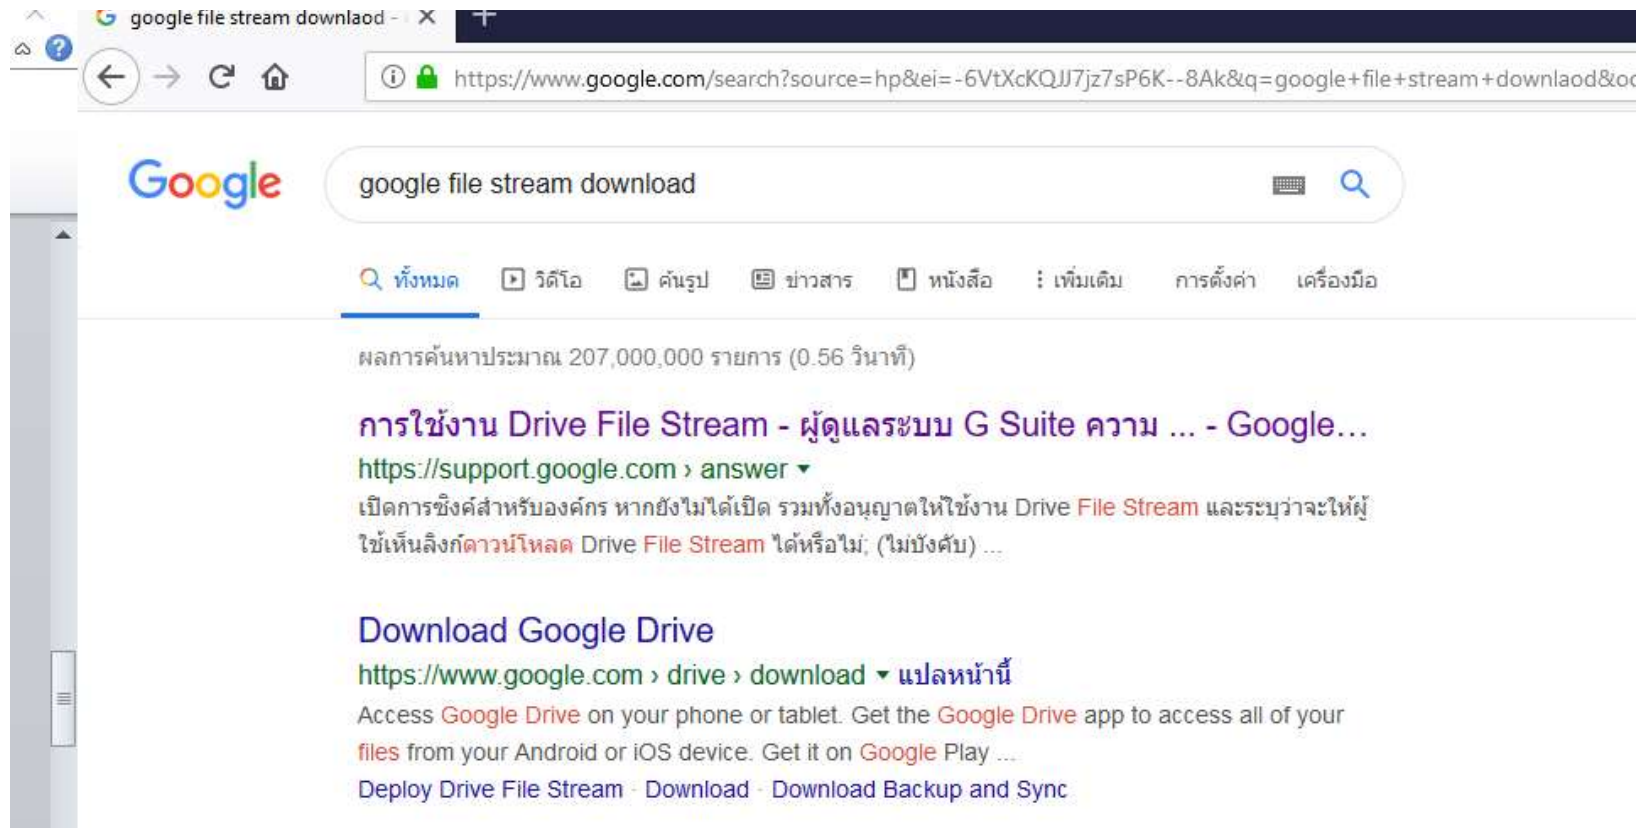 google file stream downlaod -
https://www.google.com/search?source=hp&ei=-6VtXcKQJJ7jz7sP6K--8Ak&q=google+file+stream+downlaod&oc
Google
google file stream download
ทั้งหมด วิดีโอ ค้นรูป ข่าวสาร หนังสือ เพิ่มเติม การตั้งค่า เครื่องมือ
ผลการค้นหาประมาณ 207,000,000 รายการ (0.56 วินาที)
การใช้งาน Drive File Stream - ผู้ดูแลระบบ G Suite ความ ... - Google...
https://support.google.com › answer
เปิดการซิงค์สำหรับองค์กร หากยังไม่ได้เปิด รวมทั้งอนุญาตให้ใช้งาน Drive File Stream และระบุว่าจะให้ผู้
ใช้เห็นลิงก์ดาวน์โหลด Drive File Stream ได้หรือไม่; (ไม่บังคับ) ...
Download Google Drive
https://www.google.com › drive › download แปลหน้านี้
Access Google Drive on your phone or tablet. Get the Google Drive app to access all of your
files from your Android or iOS device. Get it on Google Play ...
Deploy Drive File Stream · Download · Download Backup and Sync